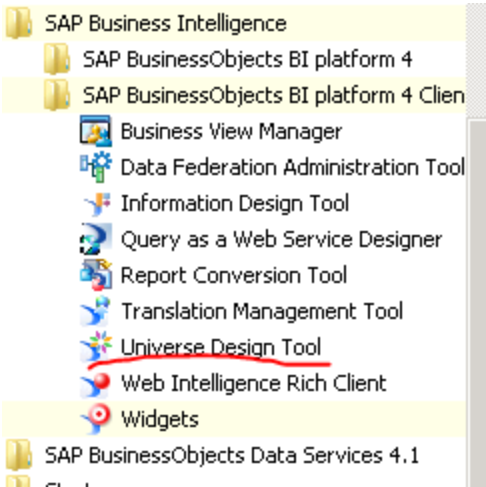 SAP Business Intelligence
SAP BusinessObjects BI platform 4
SAP BusinessObjects BI platform 4 Clien
Business View Manager
Data Federation Administration Tool
Information Design Tool
Query as a Web Service Designer
Report Conversion Tool
Translation Management Tool
Universe Design Tool
Web Intelligence Rich Client
Widgets
SAP BusinessObjects Data Services 4.1